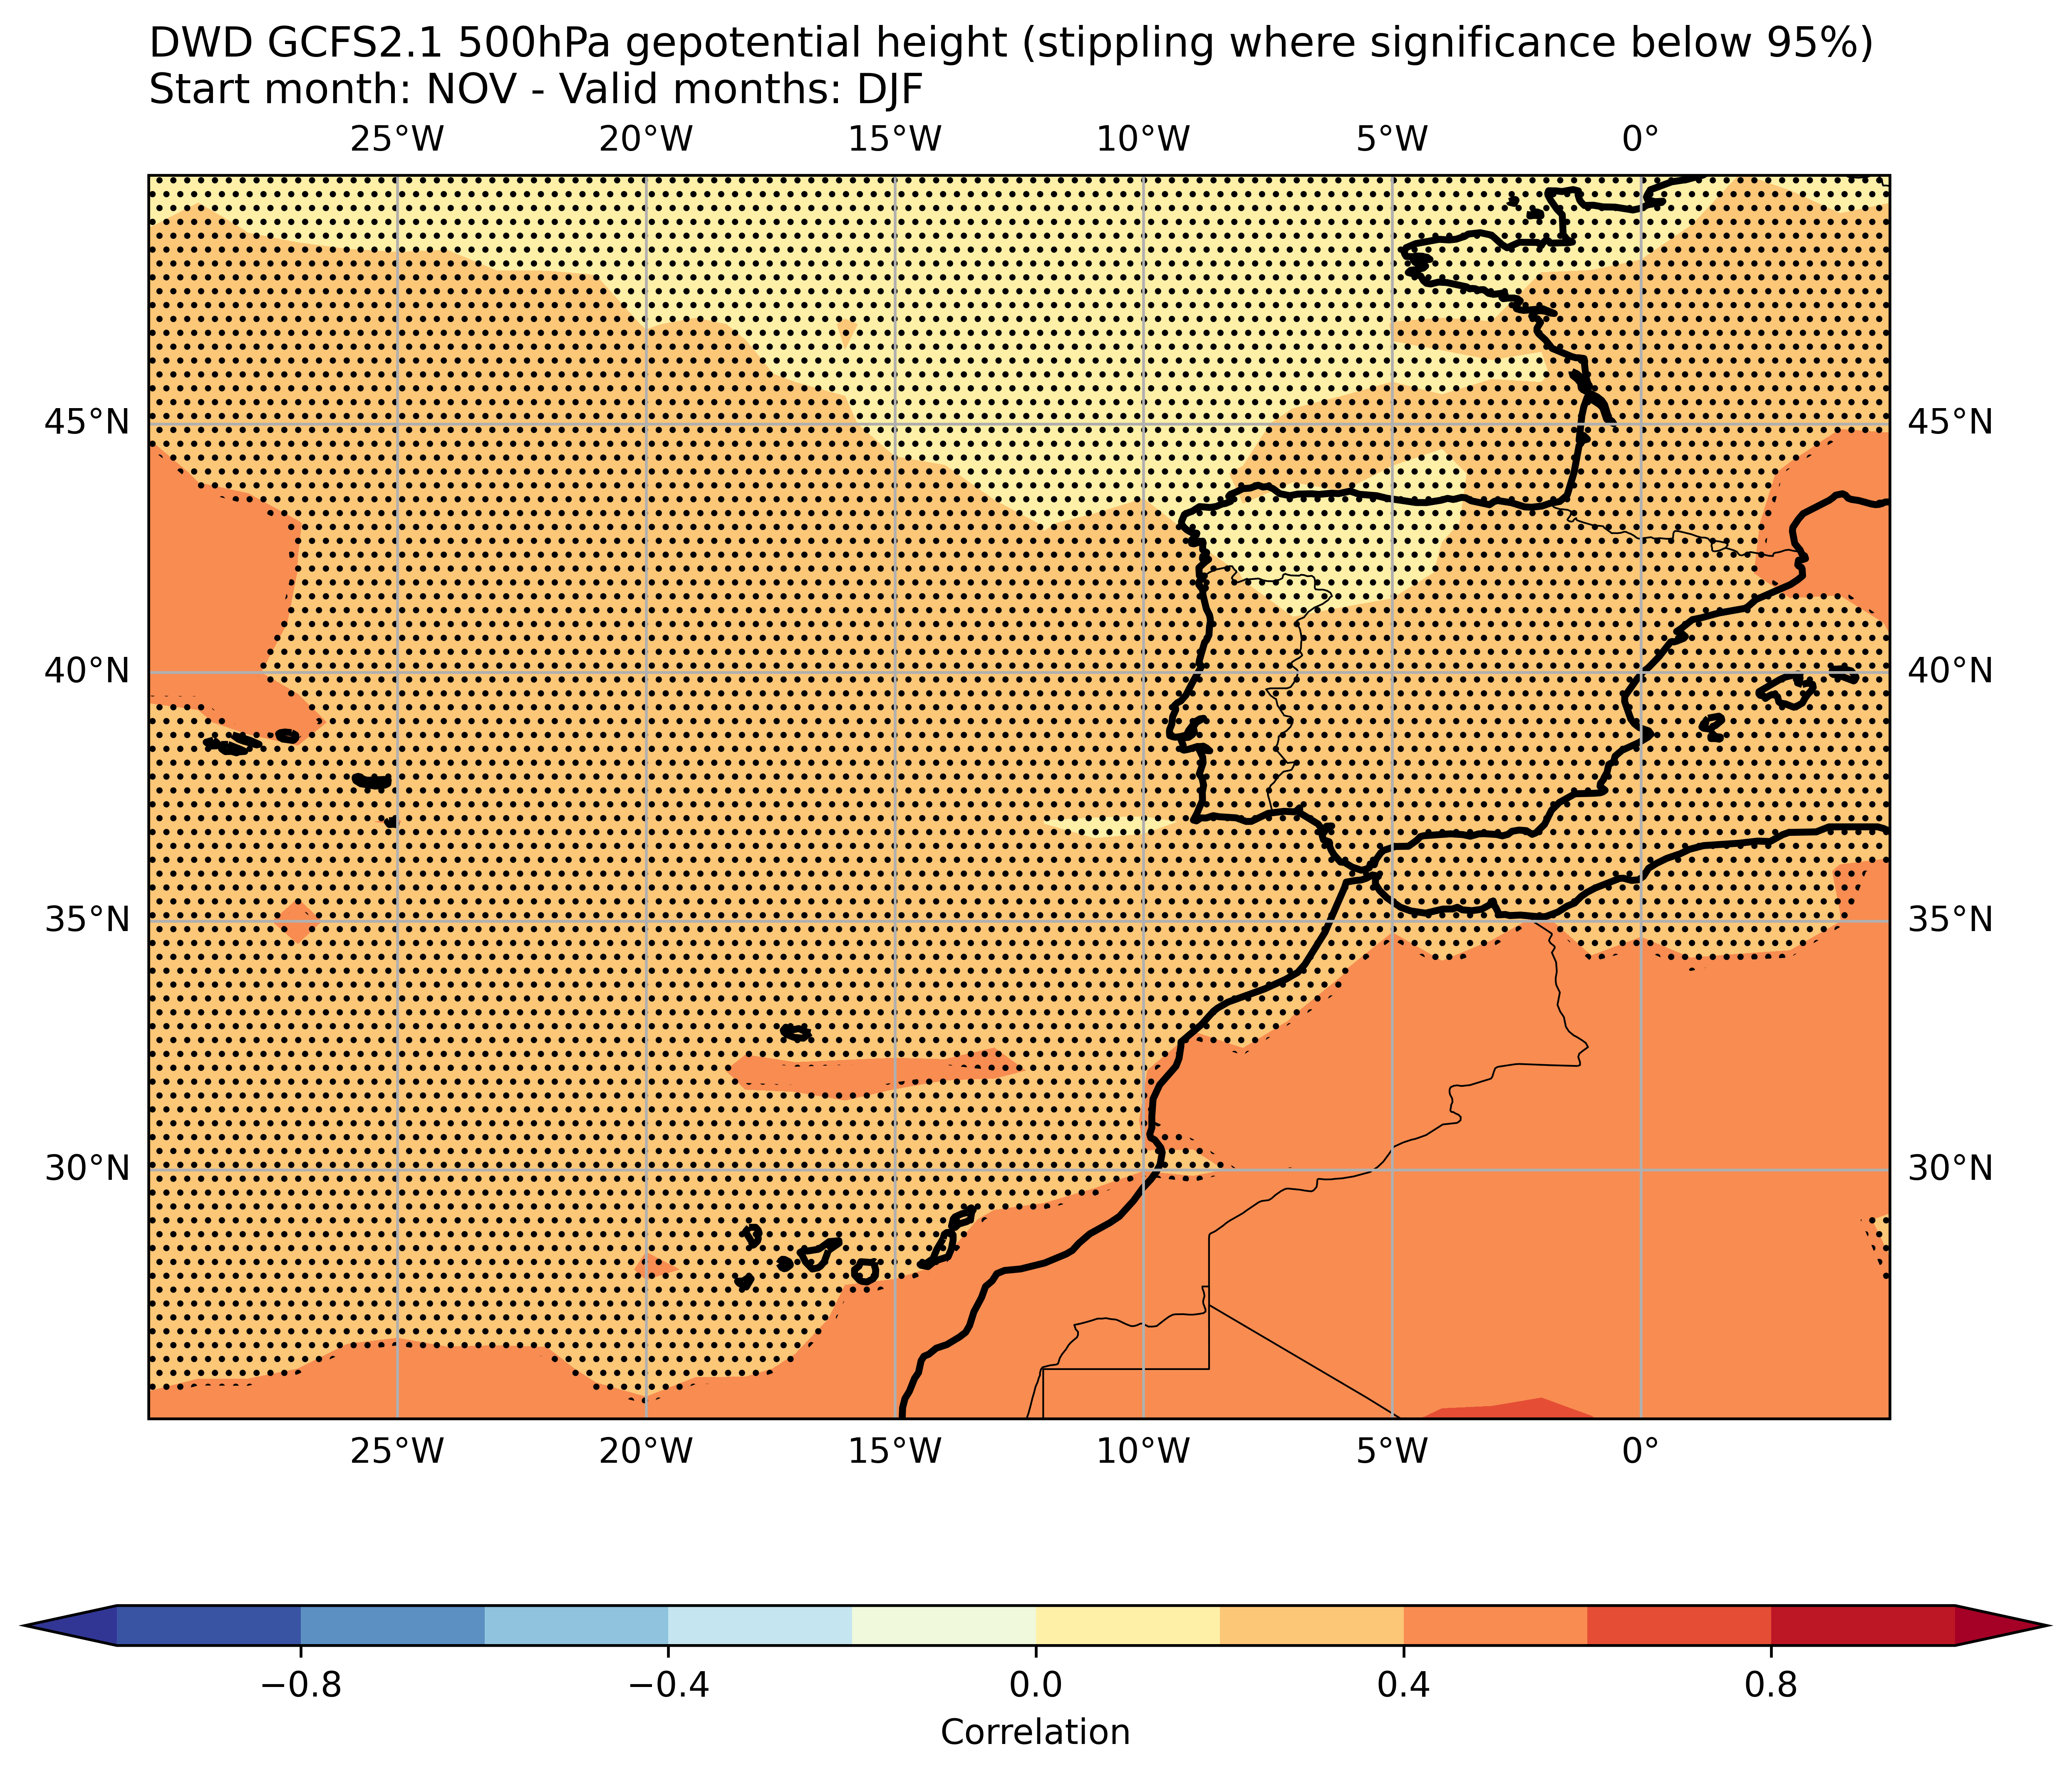 DWD GCFS2.1 500hPa gepotential height (stippling where significance below 95%)
Start month: NOV - Valid months: DJF
25°W 20°W 15°W 10°W 5°W 0°
45°N 45°N
40°N 40°N
35°N 35°N
30°N 30°N
25°W 20°W 15°W 10°W 5°W 0°
−0.8 −0.4 0.0 0.4 0.8
Correlation